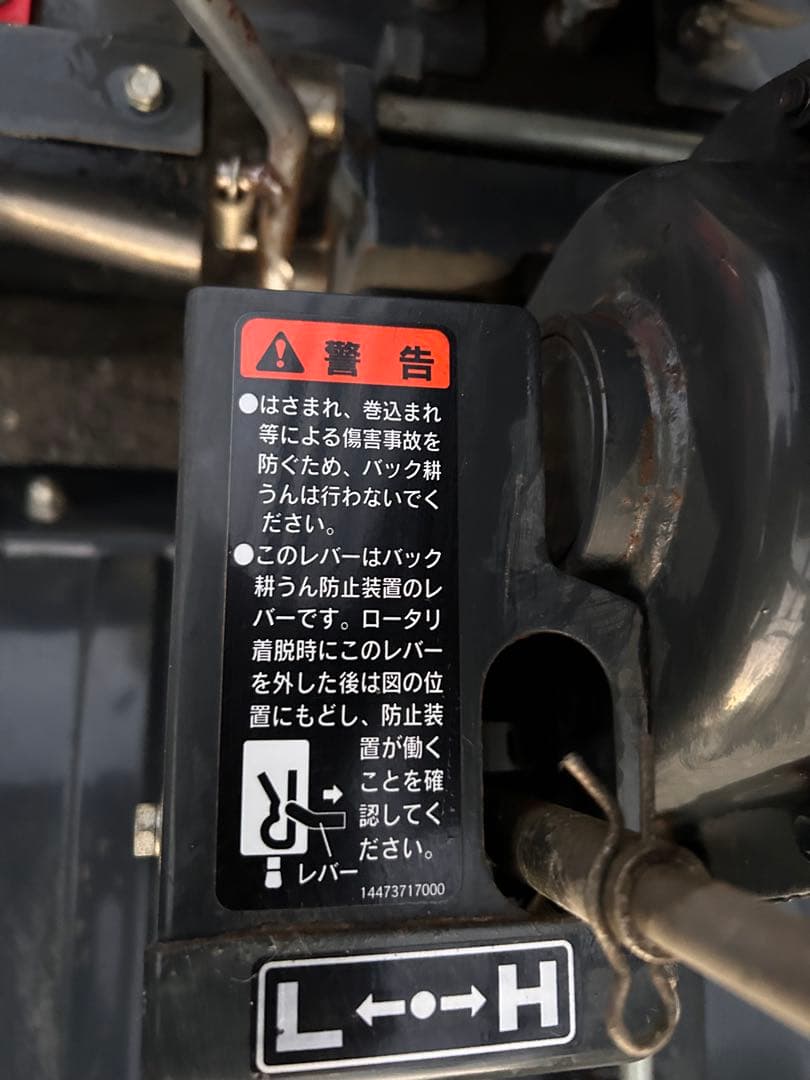 警 告
●はさまれ、巻込まれ
等による傷害事故を
防ぐため、バック耕
うんは行わないでく
ださい。
●このレバーはバック
耕うん防止装置のレ
バーです。ロータリ
着脱時にこのレバー
を外した後は図の位
置にもどし、防止装
置が働く
ことを確
認してく
ださい。
レバー
14473717000
L ←●→ H